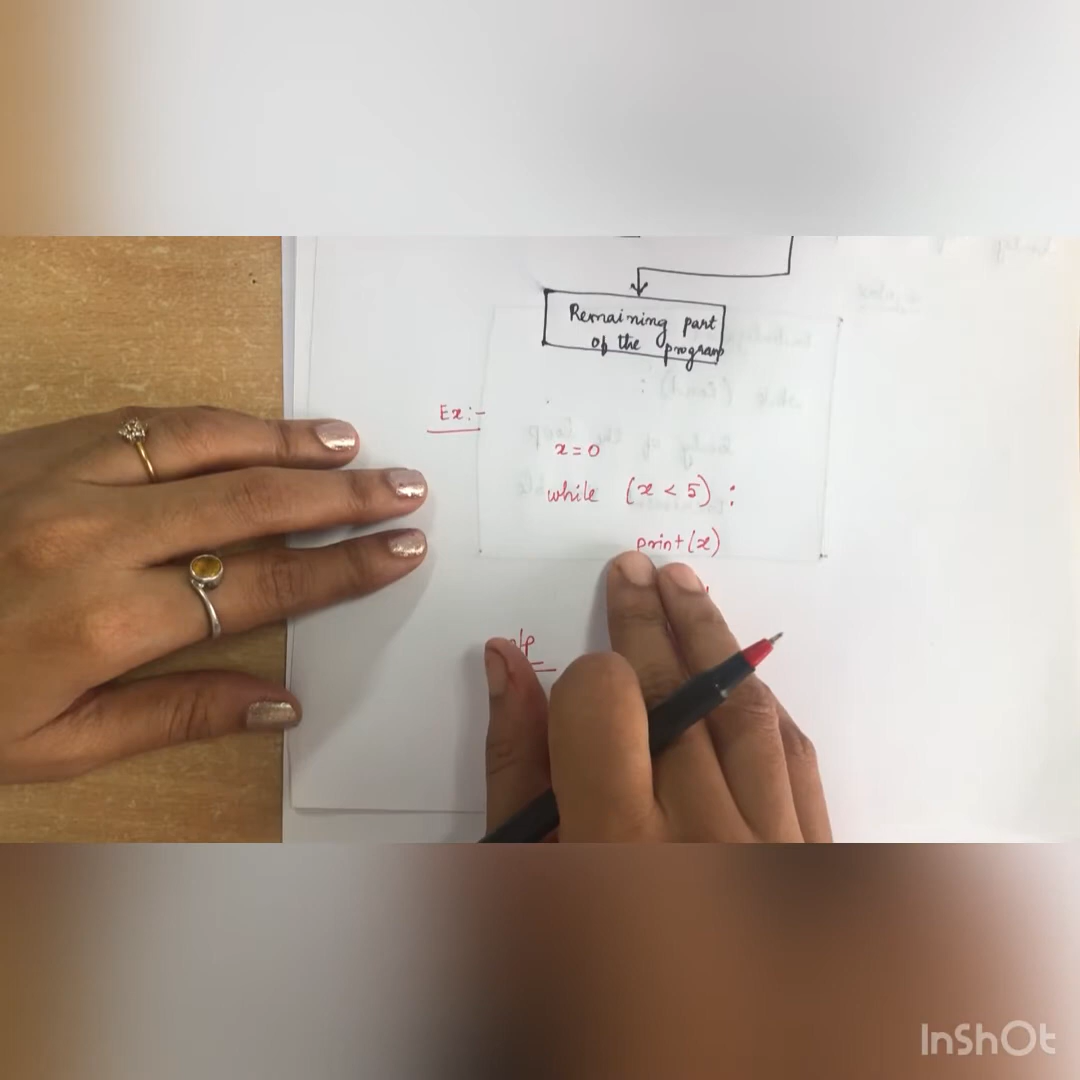 Remaining part
of the program
Ex:-
x = 0
while (x < 5) :
print(x)
o/p
InShOt